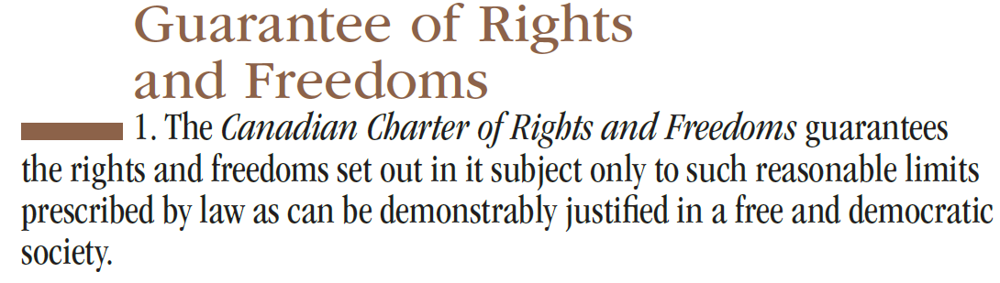 Guarantee of Rights
and Freedoms
1. The Canadian Charter of Rights and Freedoms guarantees
the rights and freedoms set out in it subject only to such reasonable limits
prescribed by law as can be demonstrably justified in a free and democratic
society.